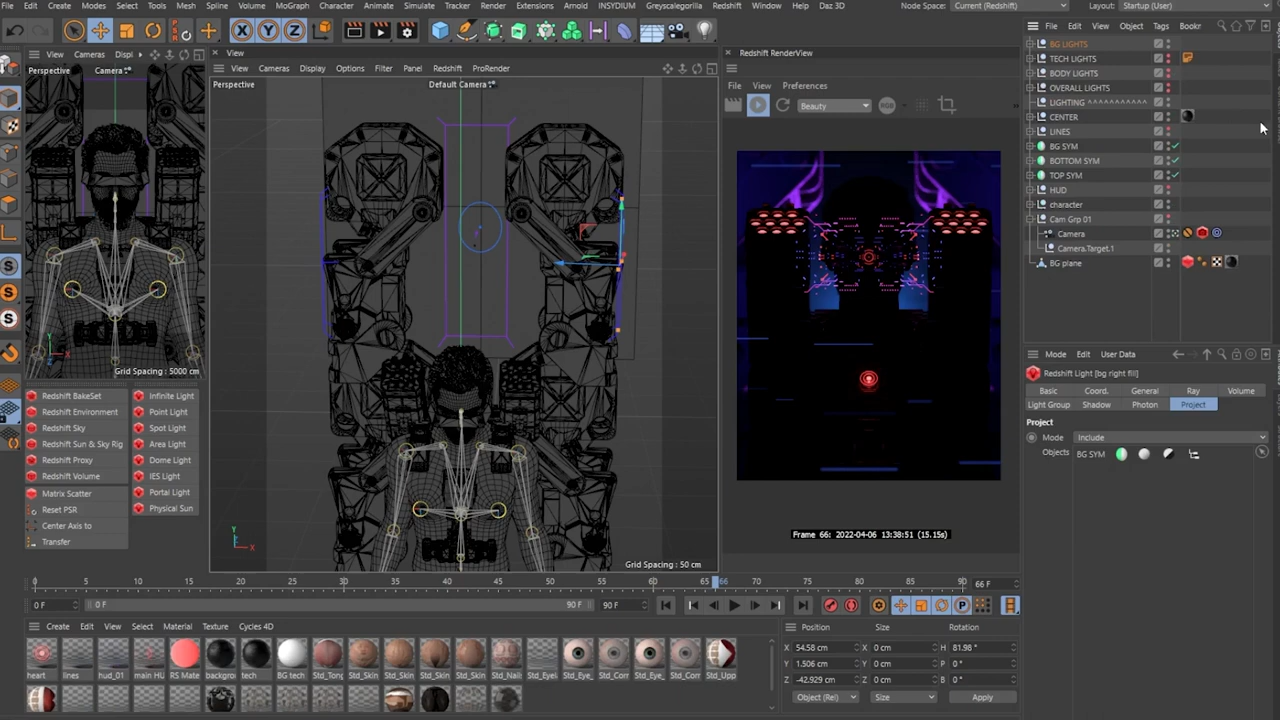 File Edit Create Select Tools Mesh Spline Volume MoGraph Character Animate Simulate Tracker Render Extensions Arnold INSYDIUM Greyscalegorilla Redshift Window Help Daz 3D Node Space: Current (Redshift) Layout: Startup (User)
X Y Z
View Cameras Displ
Perspective Camera
Grid Spacing: 5000 cm
View
View Cameras Display Options Filter Panel Redshift ProRender
Perspective Default Camera
Grid Spacing: 50 cm
Redshift RenderView
File View Preferences
Beauty RGB
Frame 66: 2022-04-06 13:38:51 (15.15s)
File Edit View Object Tags Bookr
BG LIGHTS
TECH LIGHTS
BODY LIGHTS
OVERALL LIGHTS
LIGHTING ^^^^^^^^^^^
CENTER
LINES
BG SYM
BOTTOM SYM
TOP SYM
HUD
character
Cam Grp 01
Camera
Camera.Target.1
BG plane
Mode Edit User Data
Redshift Light [bg right fill]
Basic Coord. General Ray Volume
Light Group Shadow Photon Project
Project
Mode Include
Objects BG SYM
Redshift BakeSet Infinite Light
Redshift Environment Point Light
Redshift Sky Spot Light
Redshift Sun & Sky Rig Area Light
Redshift Proxy Dome Light
Redshift Volume IES Light
Matrix Scatter Portal Light
Reset PSR Physical Sun
Center Axis to
Transfer
0 5 10 15 20 25 30 35 40 45 50 55 60 65 66 70 75 80 85 90 66 F
0 F 0 F 90 F 90 F
Create Edit View Select Material Texture Cycles 4D
heart lines hud_01 main HU RS Mate backgro tech BG tech Std_Tong Std_Skin Std_Skin Std_Skin Std_Skin Std_Nails Std_Eyel Std_Eye_ Std_Corr Std_Eye_ Std_Corr Std_Upp
Position Size Rotation
X 54.58 cm X 0 cm H 81.98 °
Y 1.506 cm Y 0 cm P 0 °
Z -42.929 cm Z 0 cm B 0 °
Object (Rel) Size Apply